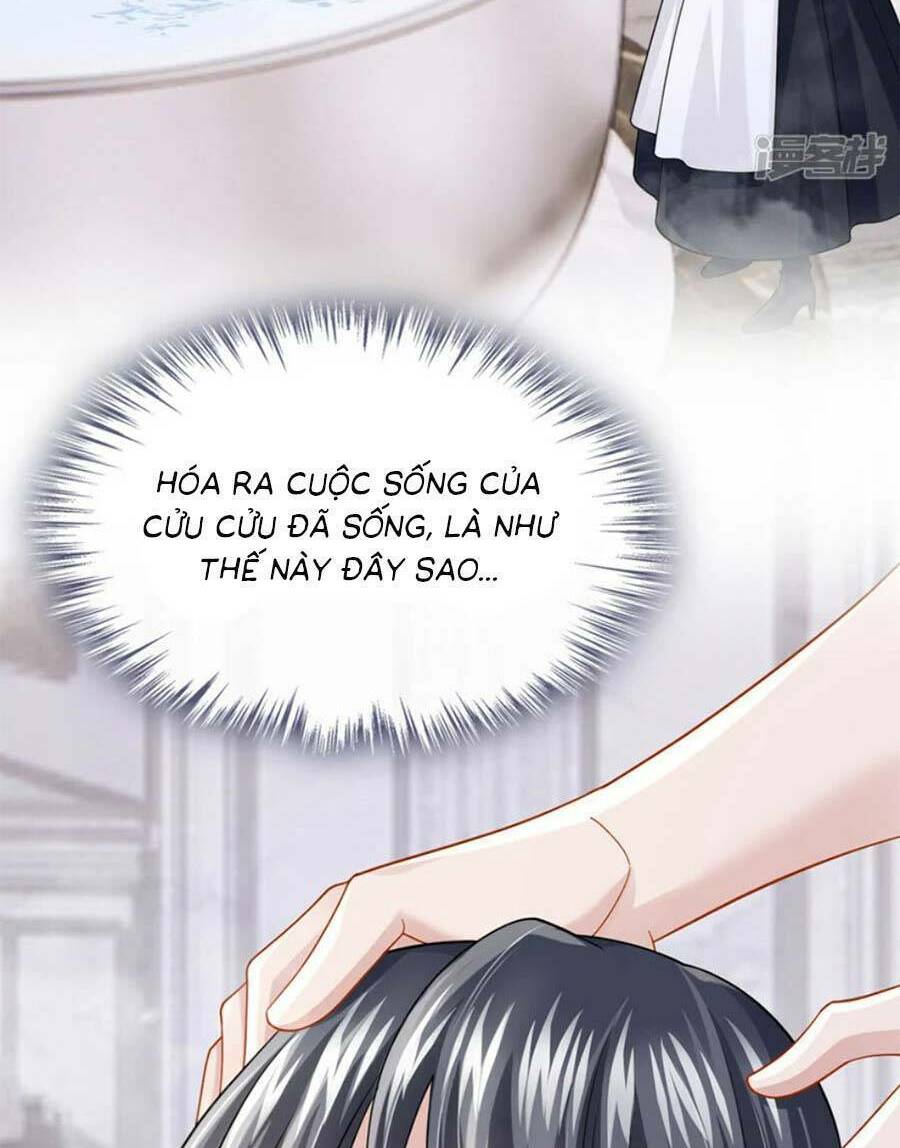 漫客栈
HÓA RA CUỘC SỐNG CỦA
CỬU CỬU ĐÃ SỐNG, LÀ NHƯ
THẾ NÀY ĐÂY SAO...